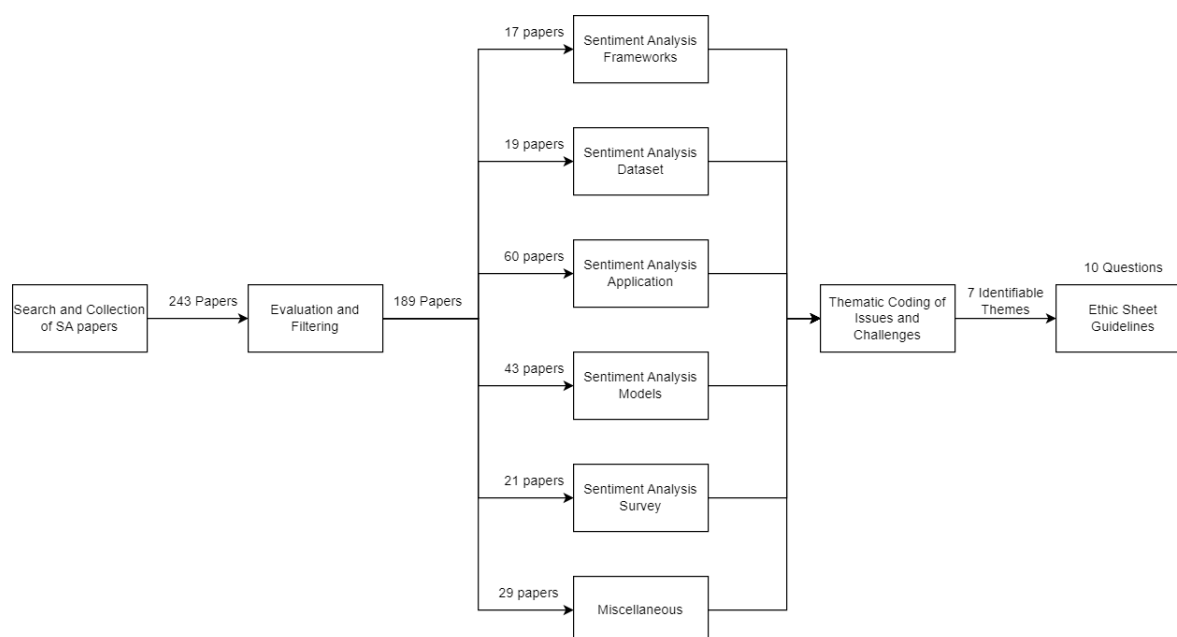 Search and Collection
of SA papers
243 Papers
Evaluation and
Filtering
189 Papers
17 papers
Sentiment Analysis
Frameworks
19 papers
Sentiment Analysis
Dataset
60 papers
Sentiment Analysis
Application
43 papers
Sentiment Analysis
Models
21 papers
Sentiment Analysis
Survey
29 papers
Miscellaneous
Thematic Coding of
Issues and
Challenges
7 Identifiable
Themes
10 Questions
Ethic Sheet
Guidelines